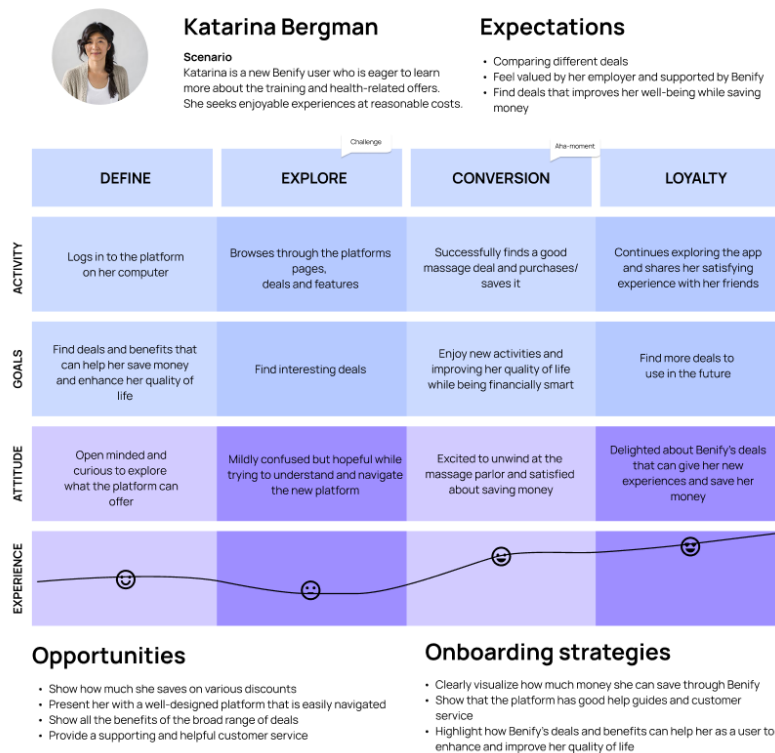 Katarina Bergman
Scenario
Katarina is a new Benify user who is eager to learn
more about the training and health-related offers.
She seeks enjoyable experiences at reasonable costs.
Expectations
• Comparing different deals
• Feel valued by her employer and supported by Benify
• Find deals that improves her well-being while saving
money
Challenge
Aha-moment
DEFINE
EXPLORE
CONVERSION
LOYALTY
ACTIVITY
Logs in to the platform
on her computer
Browses through the platforms
pages,
deals and features
Successfully finds a good
massage deal and purchases/
saves it
Continues exploring the app
and shares her satisfying
experience with her friends
GOALS
Find deals and benefits that
can help her save money
and enhance her quality of
life
Find interesting deals
Enjoy new activities and
improving her quality of life
while being financially smart
Find more deals to
use in the future
ATTITUDE
Open minded and
curious to explore
what the platform can
offer
Mildly confused but hopeful while
trying to understand and navigate
the new platform
Excited to unwind at the
massage parlor and satisfied
about saving money
Delighted about Benify's deals
that can give her new
experiences and save her
money
EXPERIENCE
Opportunities
• Show how much she saves on various discounts
• Present her with a well-designed platform that is easily navigated
• Show all the benefits of the broad range of deals
• Provide a supporting and helpful customer service
Onboarding strategies
• Clearly visualize how much money she can save through Benify
• Show that the platform has good help guides and customer
service
• Highlight how Benify's deals and benefits can help her as a user to
enhance and improve her quality of life